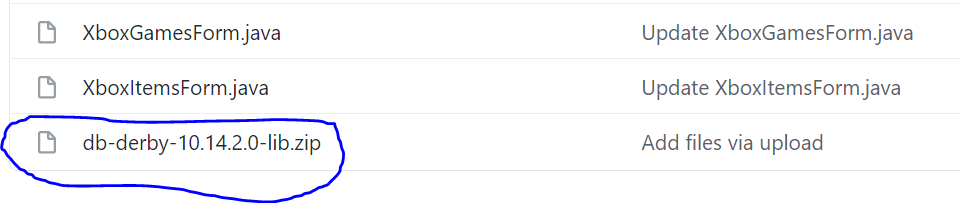 XboxGamesForm.java Update XboxGamesForm.java
XboxItemsForm.java Update XboxItemsForm.java
db-derby-10.14.2.0-lib.zip Add files via upload